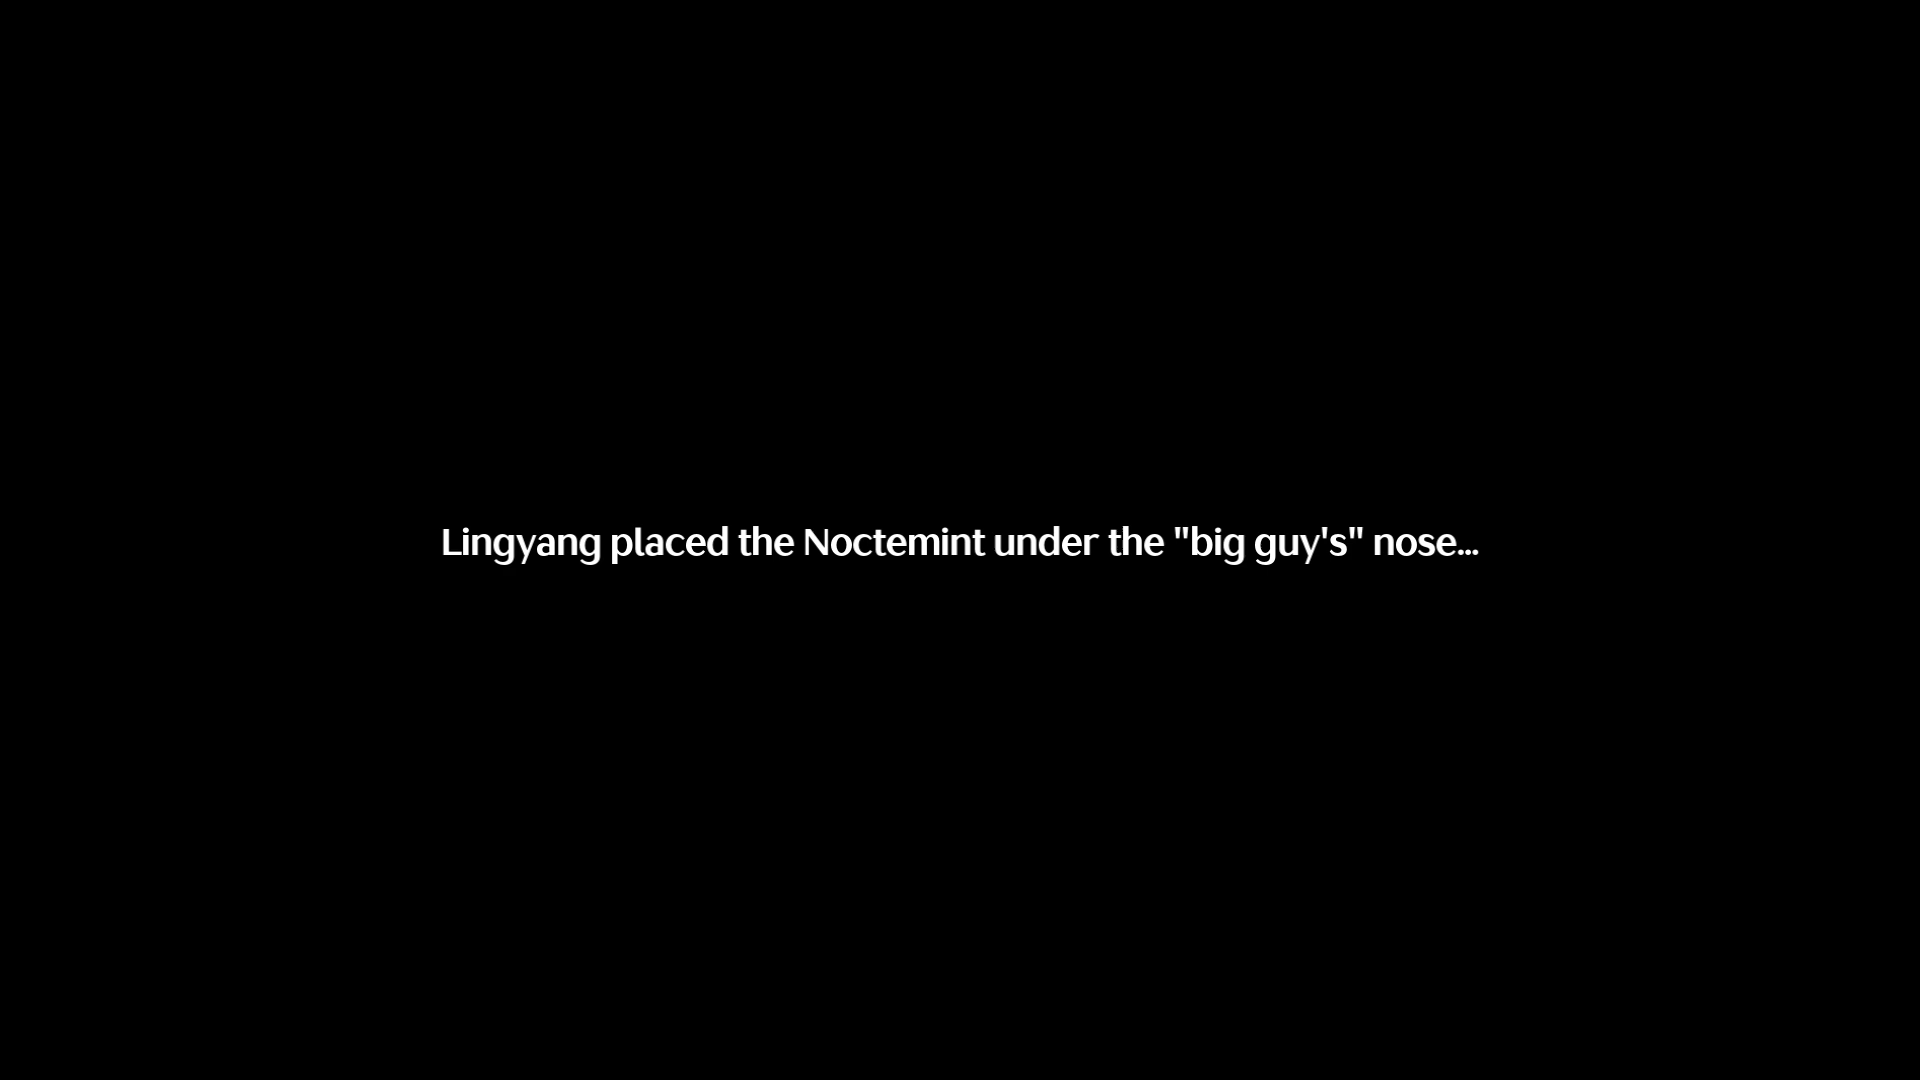 Lingyang placed the Noctemint under the "big guy's" nose...